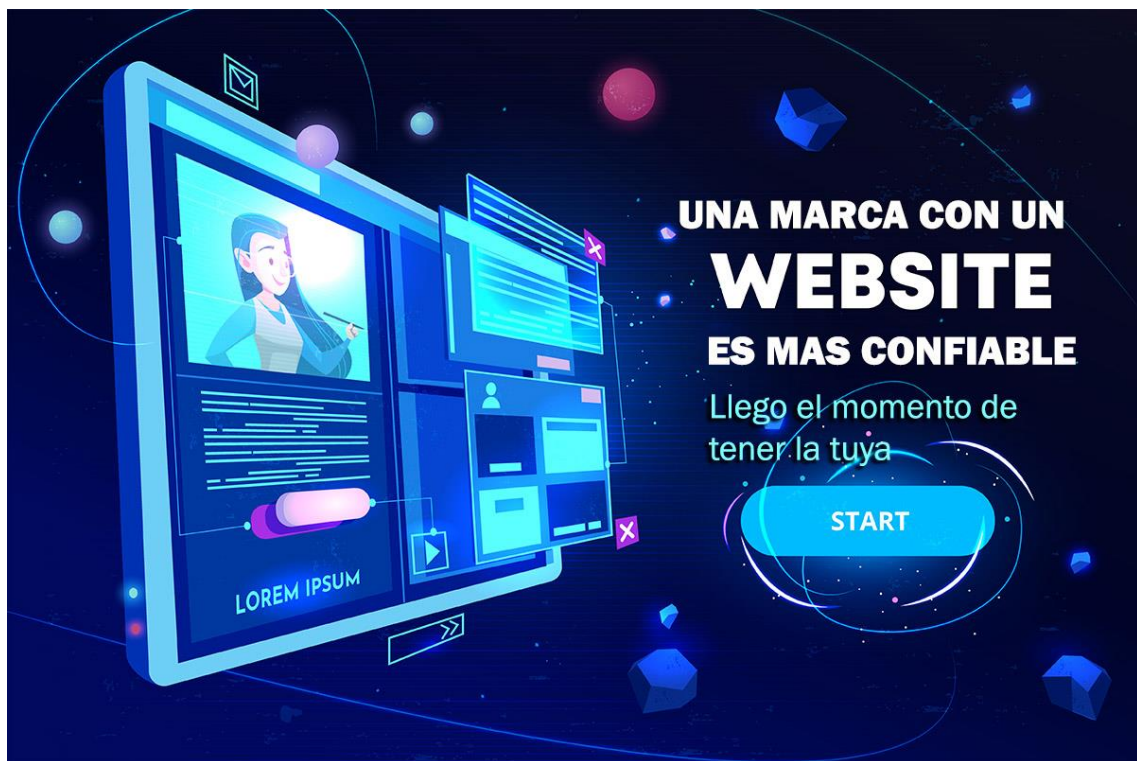 UNA MARCA CON UN
WEBSITE
ES MAS CONFIABLE
Llego el momento de
tener la tuya
START
LOREM IPSUM